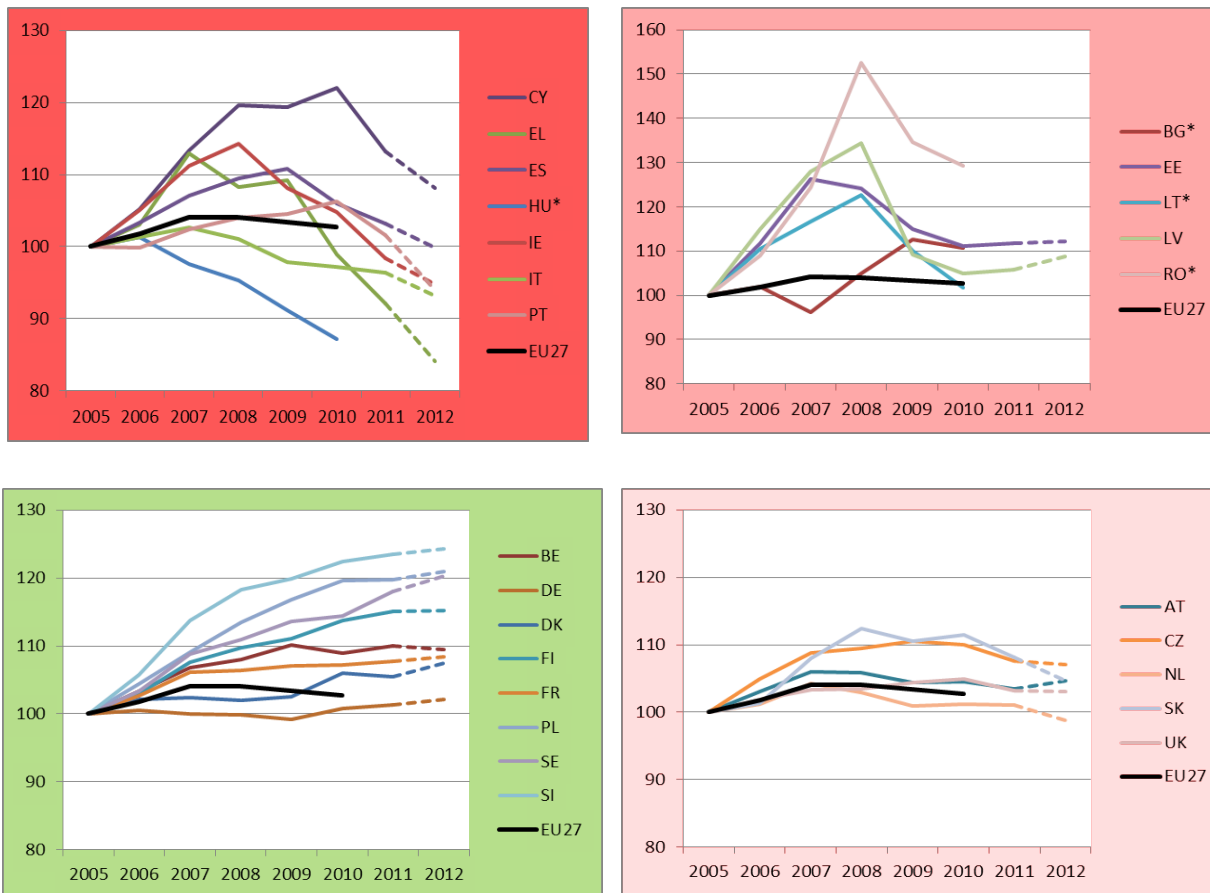 130
120
110
100
90
80
2005 2006 2007 2008 2009 2010 2011 2012
CY
EL
ES
HU*
IE
IT
PT
EU27
160
150
140
130
120
110
100
90
80
2005 2006 2007 2008 2009 2010 2011 2012
BG*
EE
LT*
LV
RO*
EU27
130
120
110
100
90
80
2005 2006 2007 2008 2009 2010 2011 2012
BE
DE
DK
FI
FR
PL
SE
SI
EU27
130
120
110
100
90
80
2005 2006 2007 2008 2009 2010 2011 2012
AT
CZ
NL
SK
UK
EU27